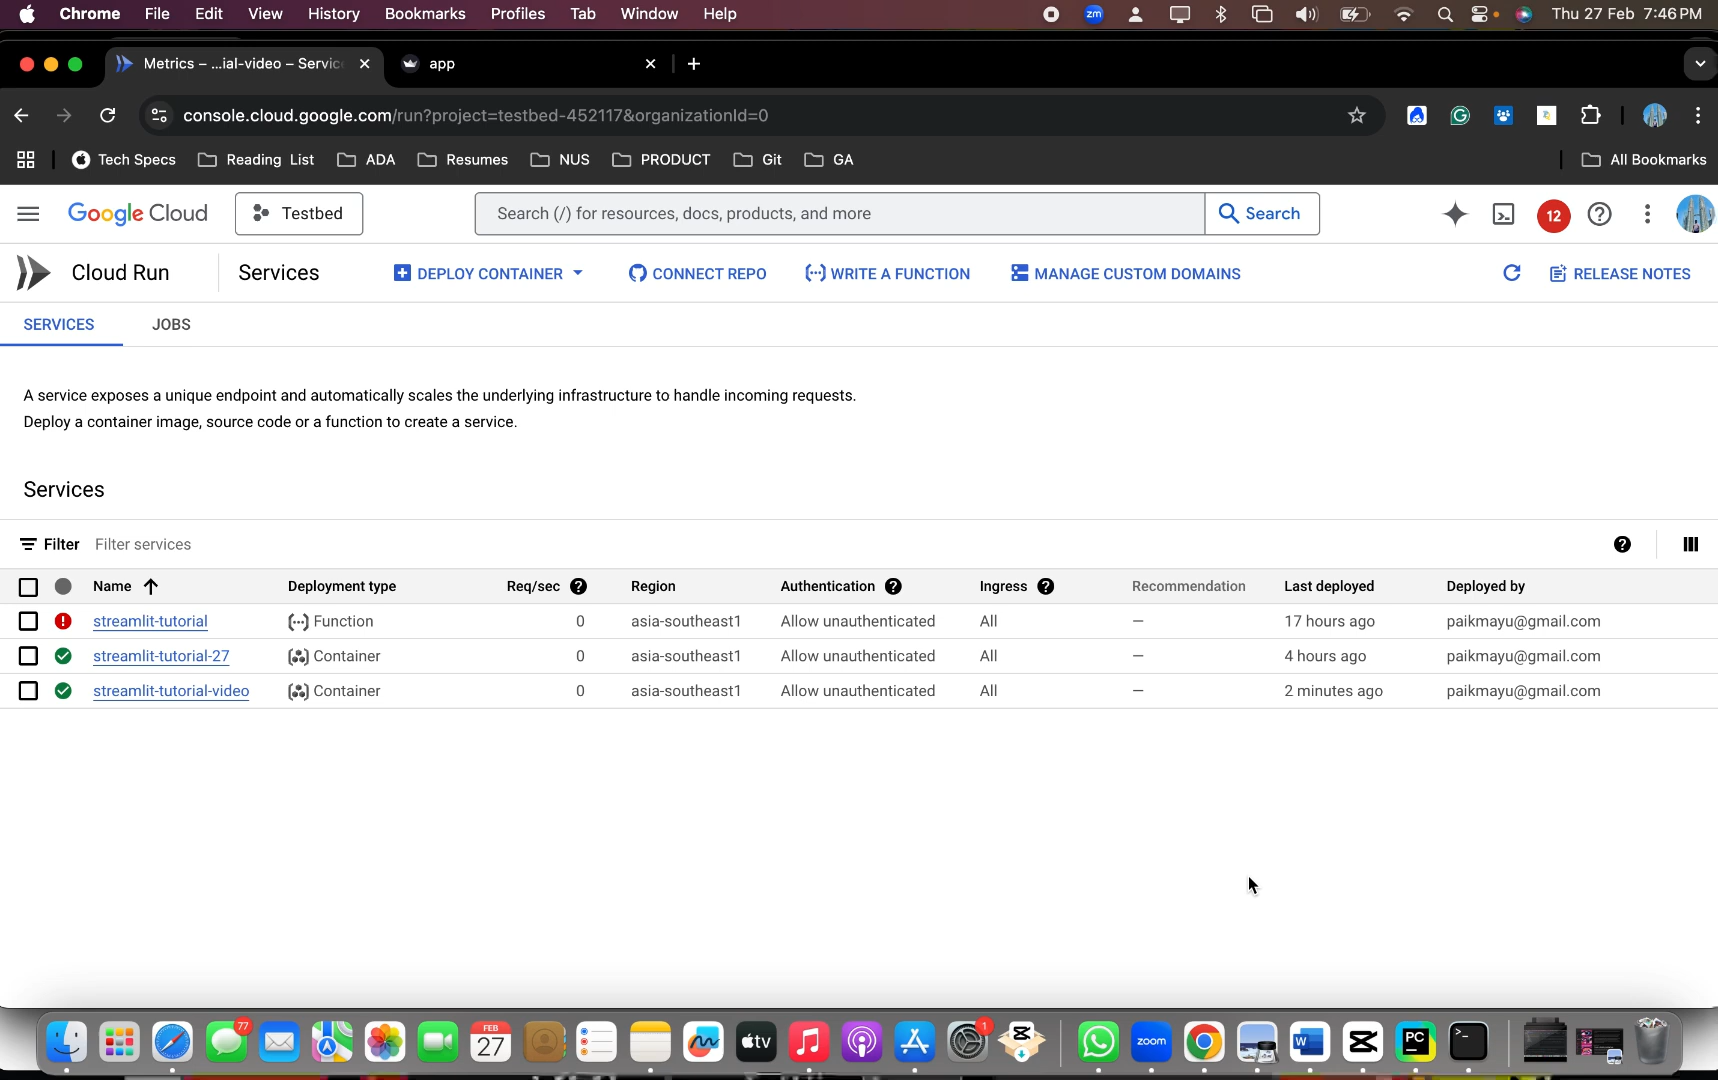 Chrome File Edit View History Bookmarks Profiles Tab Window Help zm Thu 27 Feb 7:46 PM
Metrics – ...ial-video – Servic app
console.cloud.google.com/run?project=testbed-452117&organizationId=0
Tech Specs Reading List ADA Resumes NUS PRODUCT Git GA All Bookmarks
Google Cloud Testbed Search (/) for resources, docs, products, and more Search 12
Cloud Run Services DEPLOY CONTAINER CONNECT REPO WRITE A FUNCTION MANAGE CUSTOM DOMAINS RELEASE NOTES
SERVICES JOBS
A service exposes a unique endpoint and automatically scales the underlying infrastructure to handle incoming requests.
Deploy a container image, source code or a function to create a service.
Services
Filter Filter services
Name Deployment type Req/sec Region Authentication Ingress Recommendation Last deployed Deployed by
streamlit-tutorial Function 0 asia-southeast1 Allow unauthenticated All – 17 hours ago paikmayu@gmail.com
streamlit-tutorial-27 Container 0 asia-southeast1 Allow unauthenticated All – 4 hours ago paikmayu@gmail.com
streamlit-tutorial-video Container 0 asia-southeast1 Allow unauthenticated All – 2 minutes ago paikmayu@gmail.com
77 FEB 27 tv 1 zoom W PC >_